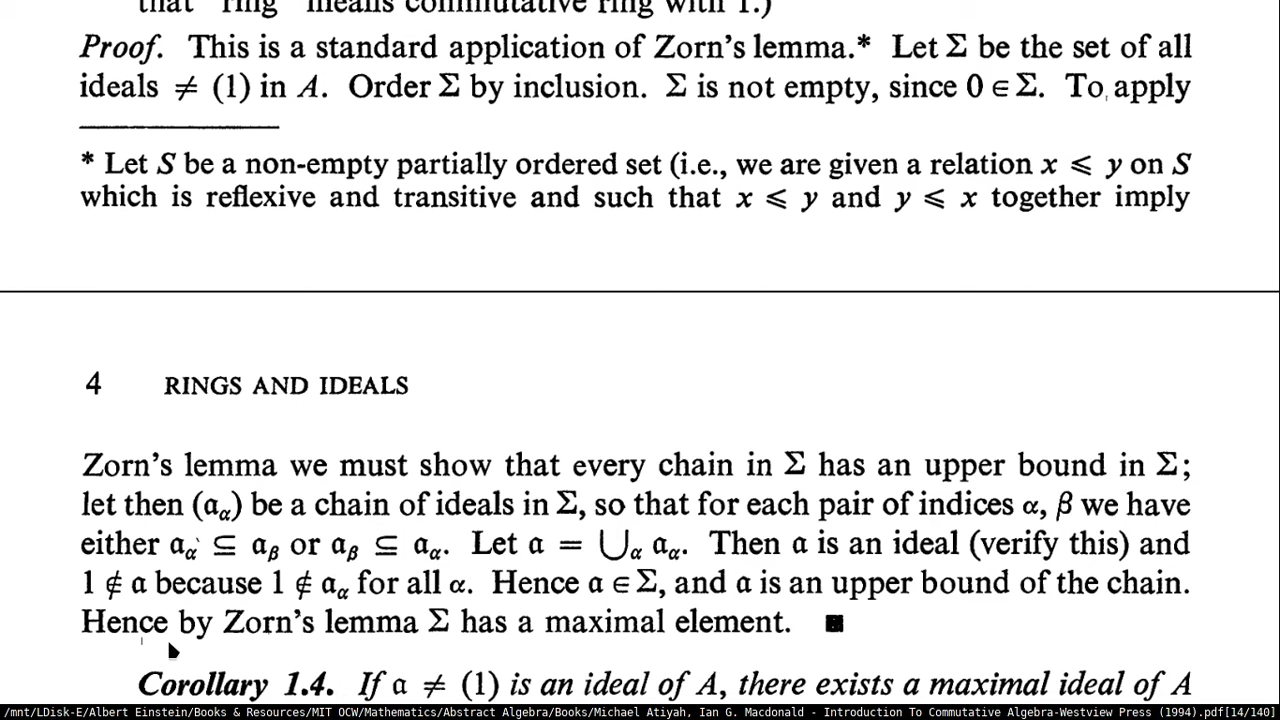 that "ring" means commutative ring with 1.)
Proof. This is a standard application of Zorn's lemma.* Let Σ be the set of all
ideals ≠ (1) in A. Order Σ by inclusion. Σ is not empty, since 0 ∈ Σ. To apply
* Let S be a non-empty partially ordered set (i.e., we are given a relation x ⩽ y on S
which is reflexive and transitive and such that x ⩽ y and y ⩽ x together imply
4 RINGS AND IDEALS
Zorn's lemma we must show that every chain in Σ has an upper bound in Σ;
let then (𝔞_α) be a chain of ideals in Σ, so that for each pair of indices α, β we have
either 𝔞_α ⊆ 𝔞_β or 𝔞_β ⊆ 𝔞_α. Let 𝔞 = ⋃_α 𝔞_α. Then 𝔞 is an ideal (verify this) and
1 ∉ 𝔞 because 1 ∉ 𝔞_α for all α. Hence 𝔞 ∈ Σ, and 𝔞 is an upper bound of the chain.
Hence by Zorn's lemma Σ has a maximal element. ■
Corollary 1.4. If 𝔞 ≠ (1) is an ideal of A, there exists a maximal ideal of A
/mnt/LDisk-E/Albert Einstein/Books & Resources/MIT OCW/Mathematics/Abstract Algebra/Books/Michael Atiyah, Ian G. Macdonald - Introduction To Commutative Algebra-Westview Press (1994).pdf[14/140]